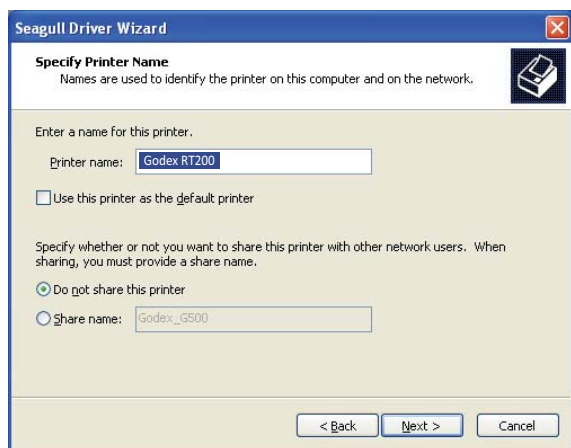 Seagull Driver Wizard
Specify Printer Name
Names are used to identify the printer on this computer and on the network.
Enter a name for this printer.
Printer name: Godex RT200
Use this printer as the default printer
Specify whether or not you want to share this printer with other network users. When
sharing, you must provide a share name.
Do not share this printer
Share name: Godex_G500
< Back Next > Cancel